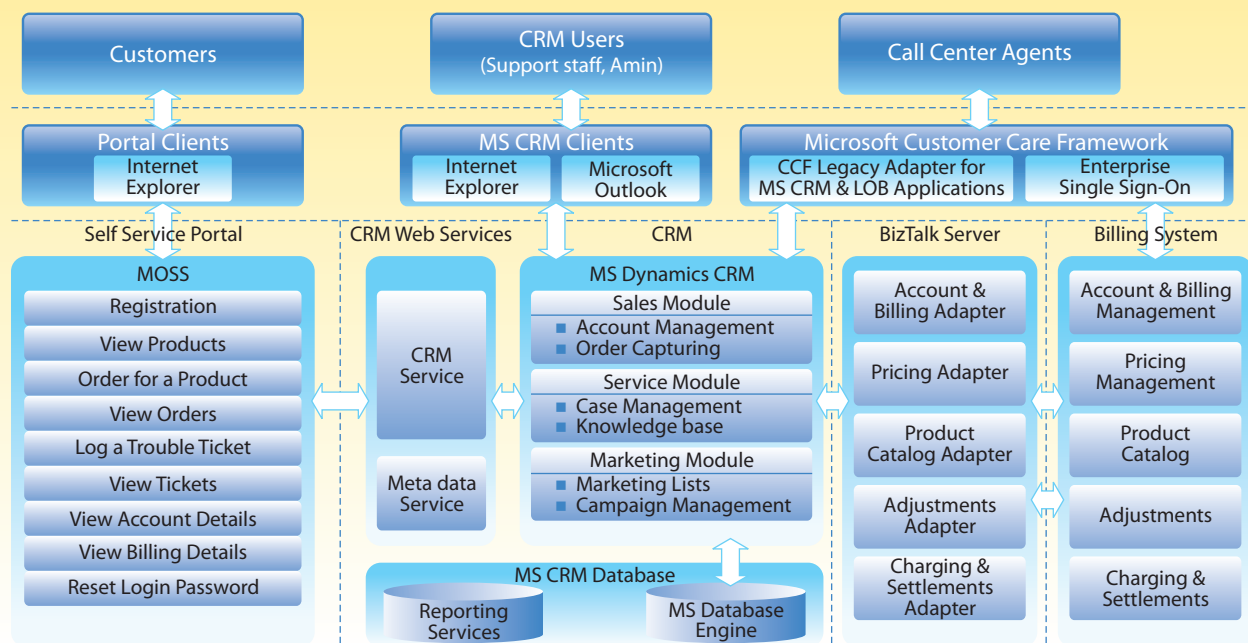 Customers
CRM Users
(Support staff, Amin)
Call Center Agents
Portal Clients
Internet
Explorer
MS CRM Clients
Internet
Explorer
Microsoft
Outlook
Microsoft Customer Care Framework
CCF Legacy Adapter for
MS CRM & LOB Applications
Enterprise
Single Sign-On
Self Service Portal
CRM Web Services
CRM
BizTalk Server
Billing System
MOSS
Registration
View Products
Order for a Product
View Orders
Log a Trouble Ticket
View Tickets
View Account Details
View Billing Details
Reset Login Password
CRM
Service
Meta data
Service
MS Dynamics CRM
Sales Module
Account Management
Order Capturing
Service Module
Case Management
Knowledge base
Marketing Module
Marketing Lists
Campaign Management
MS CRM Database
Reporting
Services
MS Database
Engine
Account &
Billing Adapter
Pricing Adapter
Product
Catalog Adapter
Adjustments
Adapter
Charging &
Settlements
Adapter
Account & Billing
Management
Pricing
Management
Product
Catalog
Adjustments
Charging &
Settlements